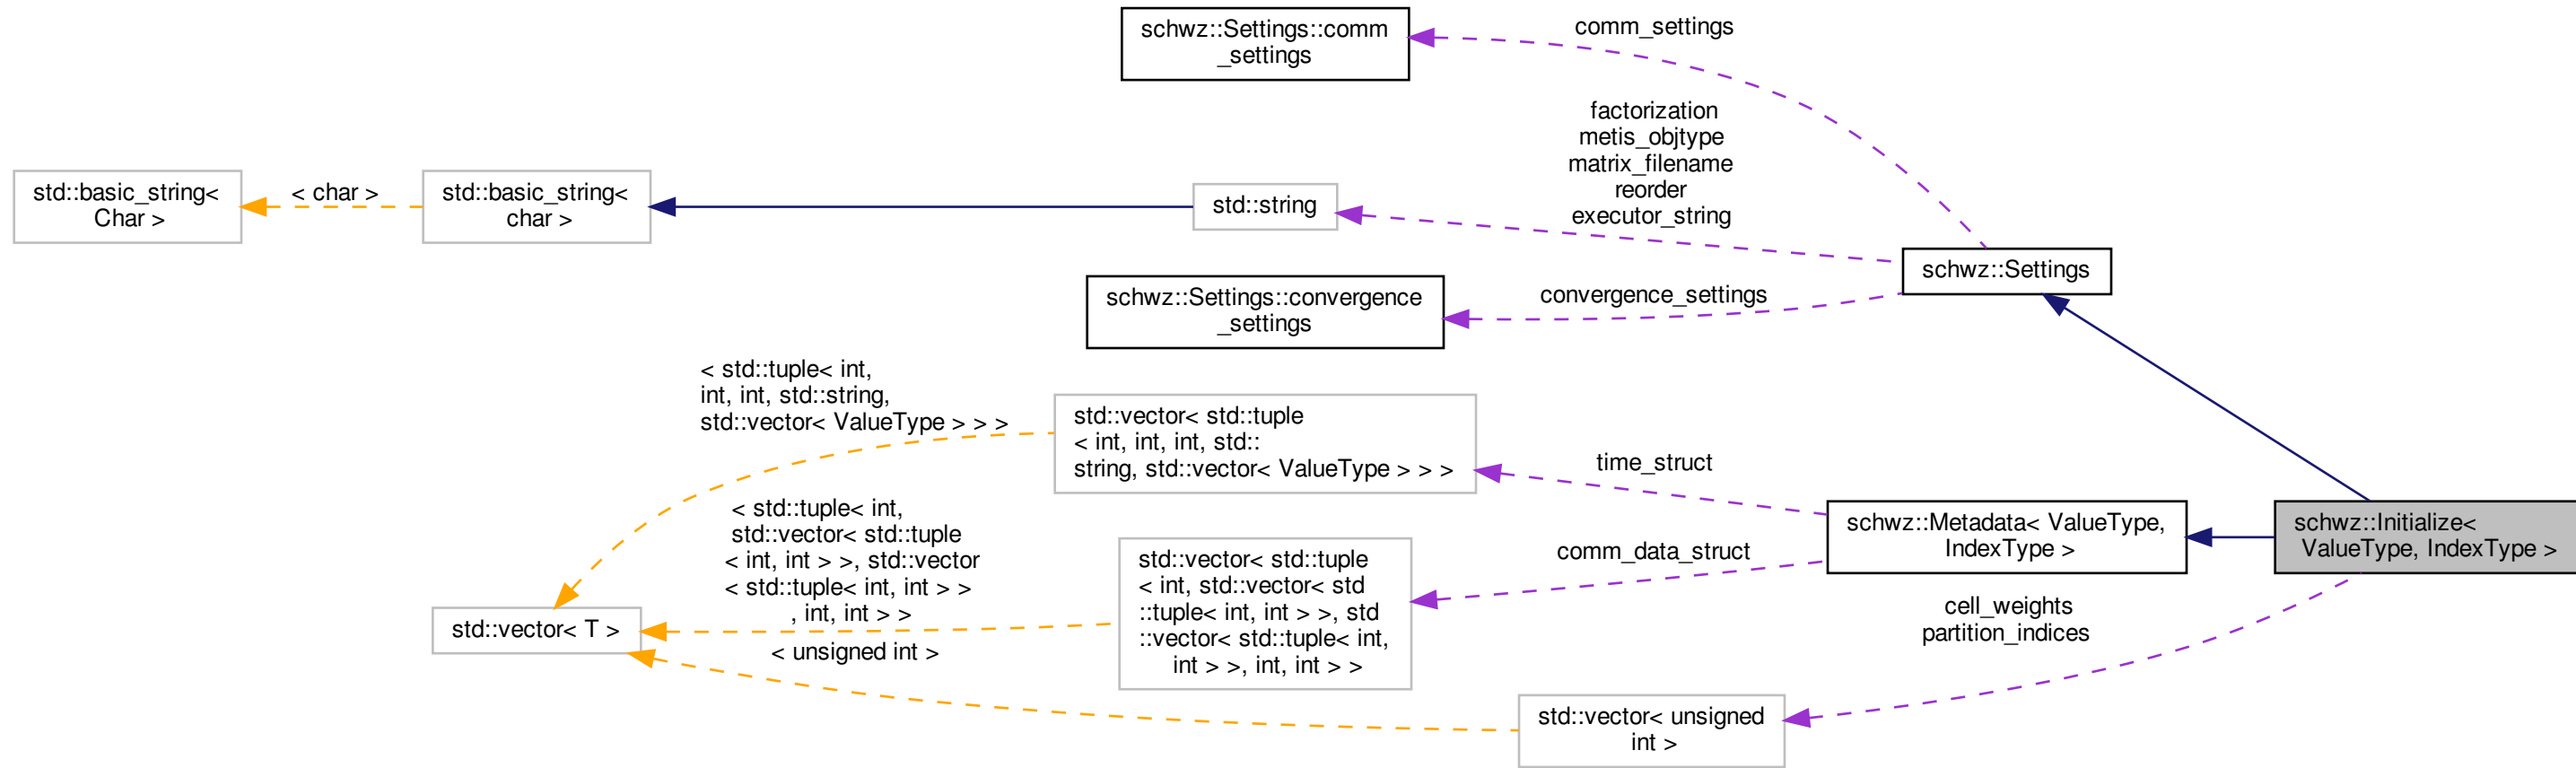 schwz::Settings::comm
_settings
comm_settings
factorization
metis_objtype
matrix_filename
reorder
executor_string
std::basic_string<
Char >
< char >
std::basic_string<
char >
std::string
schwz::Settings
schwz::Settings::convergence
_settings
convergence_settings
< std::tuple< int,
int, int, std::string,
std::vector< ValueType > > >
std::vector< std::tuple
< int, int, int, std::
string, std::vector< ValueType > > >
time_struct
< std::tuple< int,
std::vector< std::tuple
< int, int > >, std::vector
< std::tuple< int, int > >
, int, int > >
std::vector< std::tuple
< int, std::vector< std
::tuple< int, int > >, std
::vector< std::tuple< int,
int > >, int, int > >
comm_data_struct
schwz::Metadata< ValueType,
IndexType >
schwz::Initialize<
ValueType, IndexType >
std::vector< T >
< unsigned int >
cell_weights
partition_indices
std::vector< unsigned
int >